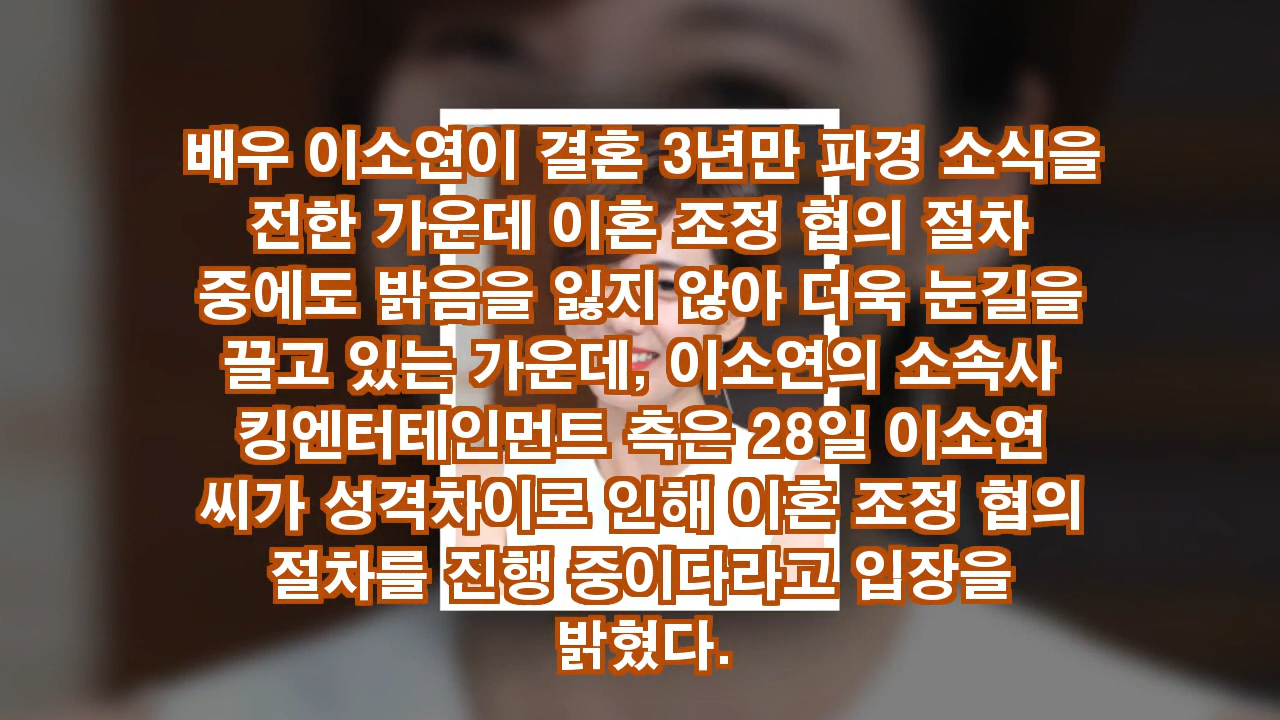 배우 이소연이 결혼 3년만 파경 소식을
전한 가운데 이혼 조정 협의 절차
중에도 밝음을 잃지 않아 더욱 눈길을
끌고 있는 가운데, 이소연의 소속사
킹엔터테인먼트 측은 28일 이소연
씨가 성격차이로 인해 이혼 조정 협의
절차를 진행 중이다라고 입장을
밝혔다.